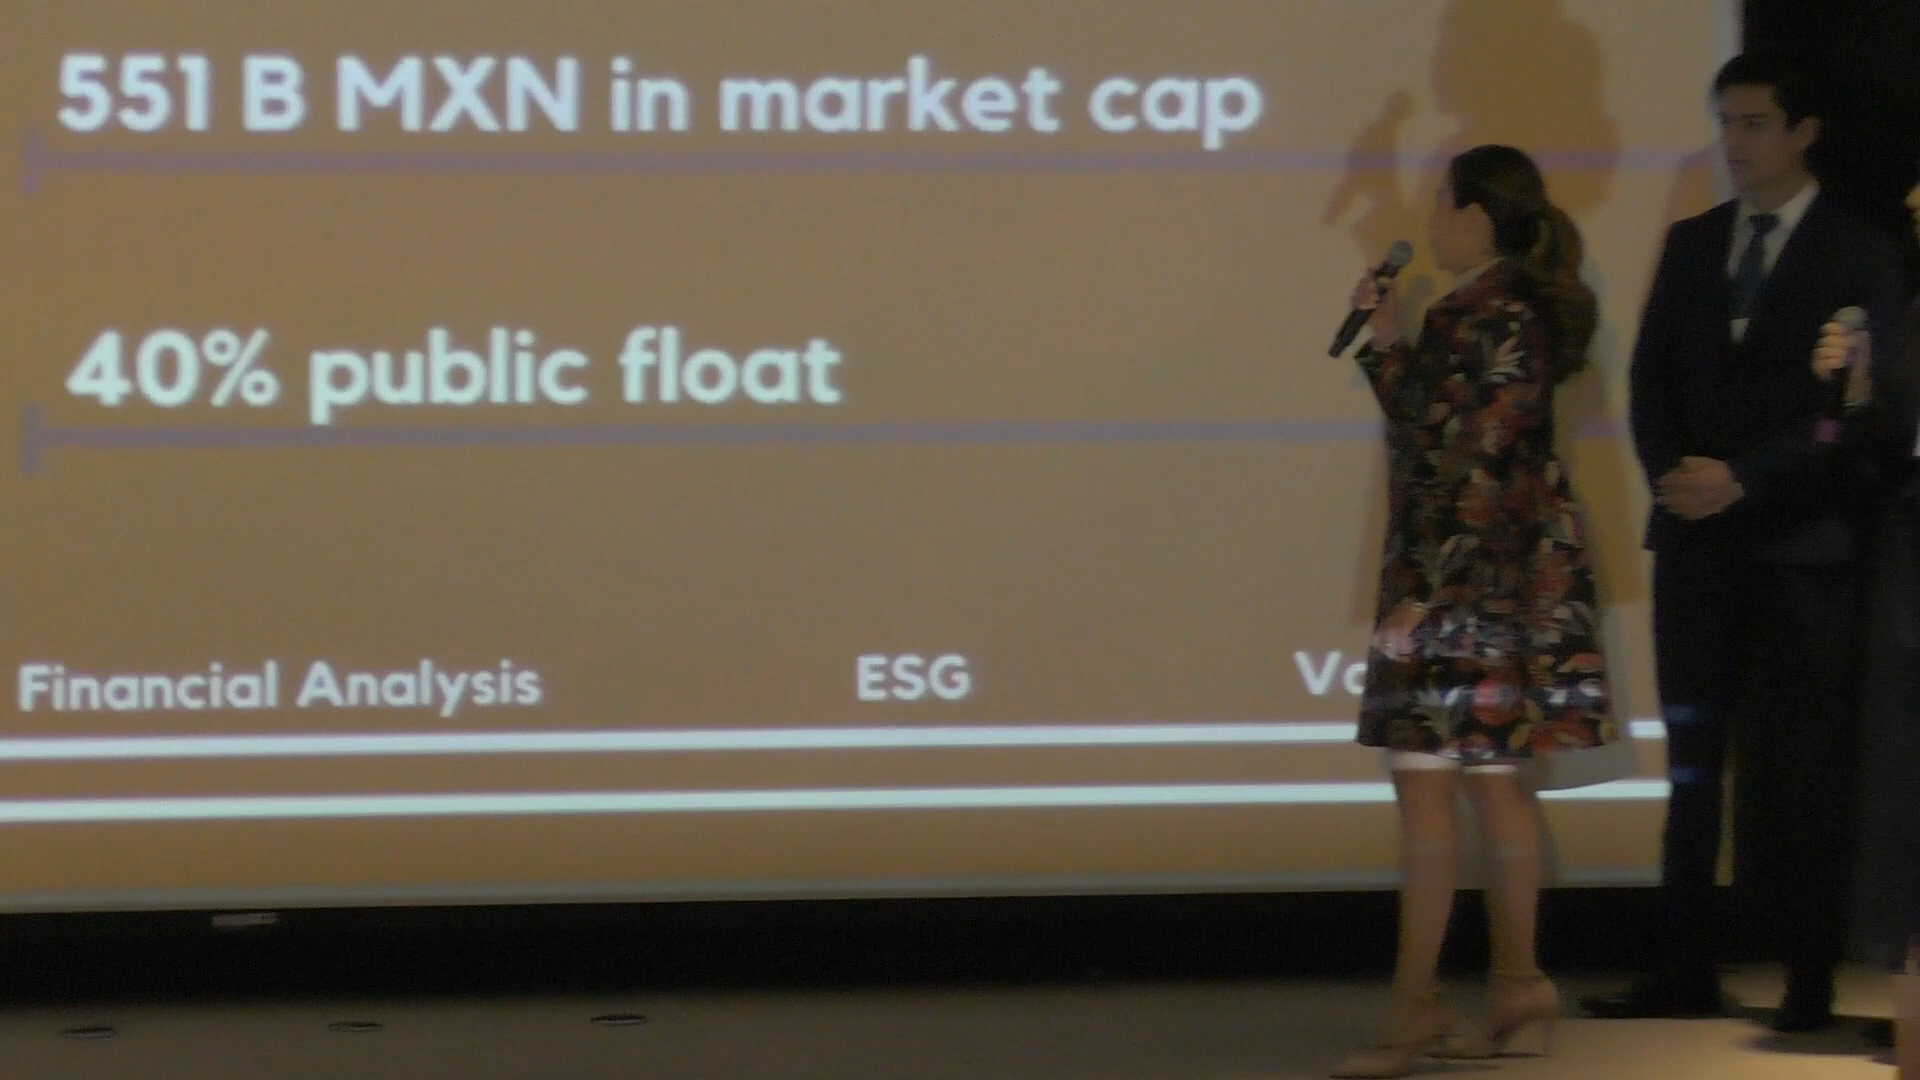 551 B MXN in market cap
40% public float
Financial Analysis ESG